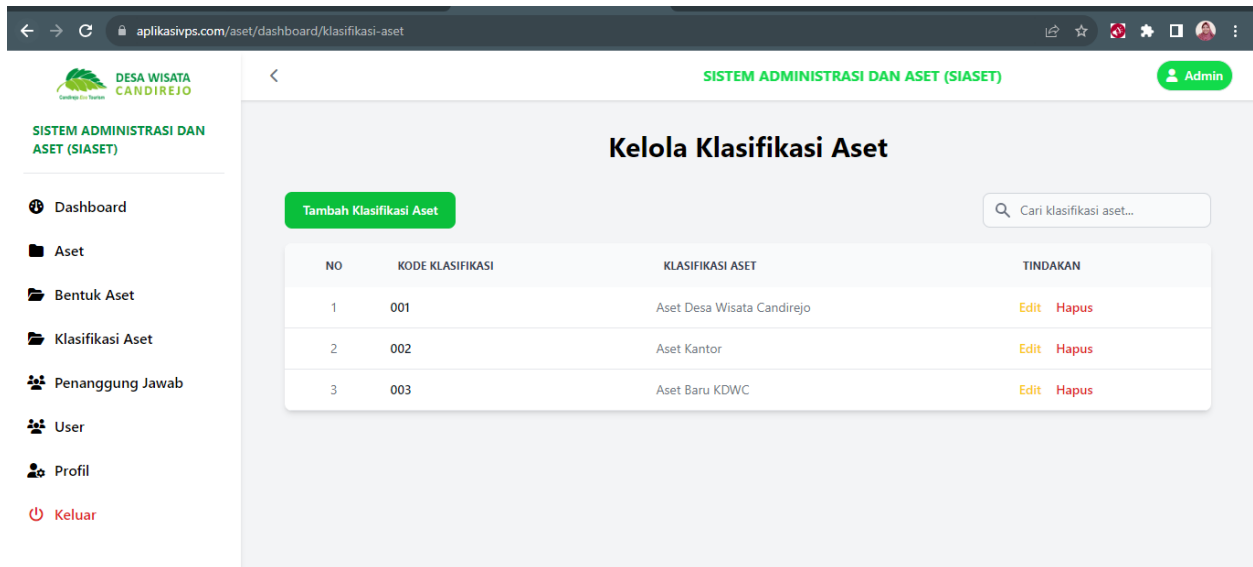 aplikasivps.com/aset/dashboard/klasifikasi-aset
DESA WISATA
CANDIREJO
Candirejo Eco Tourism
SISTEM ADMINISTRASI DAN
ASET (SIASET)
Dashboard
Aset
Bentuk Aset
Klasifikasi Aset
Penanggung Jawab
User
Profil
Keluar
SISTEM ADMINISTRASI DAN ASET (SIASET)
Admin
Kelola Klasifikasi Aset
Tambah Klasifikasi Aset
Cari klasifikasi aset...
NO KODE KLASIFIKASI KLASIFIKASI ASET TINDAKAN
1 001 Aset Desa Wisata Candirejo Edit Hapus
2 002 Aset Kantor Edit Hapus
3 003 Aset Baru KDWC Edit Hapus